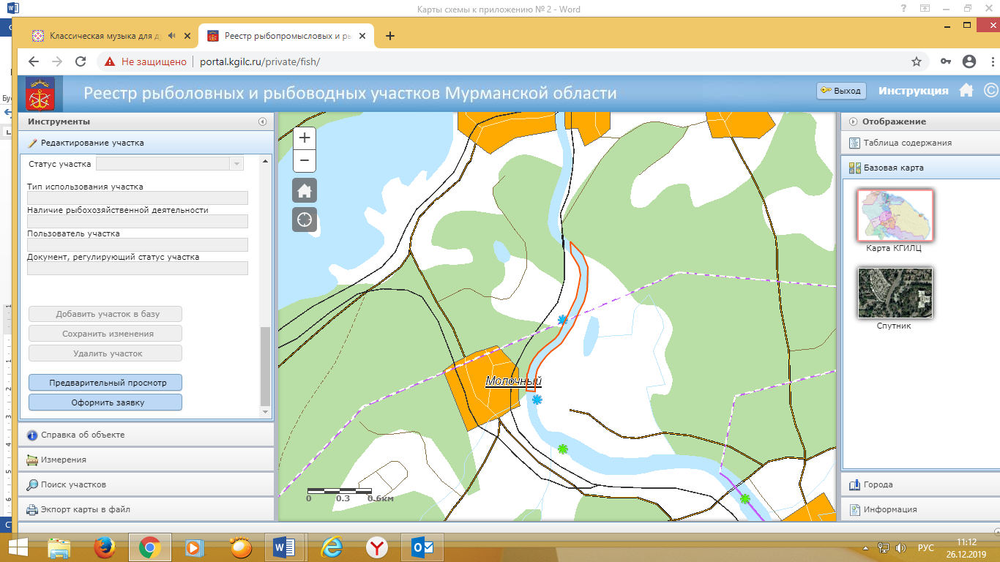 Карты схемы к приложению № 2 - Word
Классическая музыка для д
Реестр рыбопромысловых и ры
Не защищено
portal.kgilc.ru/private/fish/
Реестр рыболовных и рыбоводных участков Мурманской области
Выход
Инструкция
Инструменты
Редактирование участка
Статус участка
Тип использования участка
Наличие рыбохозяйственной деятельности
Пользователь участка
Документ, регулирующий статус участка
Добавить участок в базу
Сохранить изменения
Удалить участок
Предварительный просмотр
Оформить заявку
Справка об объекте
Измерения
Поиск участков
Экспорт карты в файл
Молочный
0 0.3 0.6км
Отображение
Таблица содержания
Базовая карта
Карта КГИЛЦ
Спутник
Города
Информация
РУС
11:12
26.12.2019